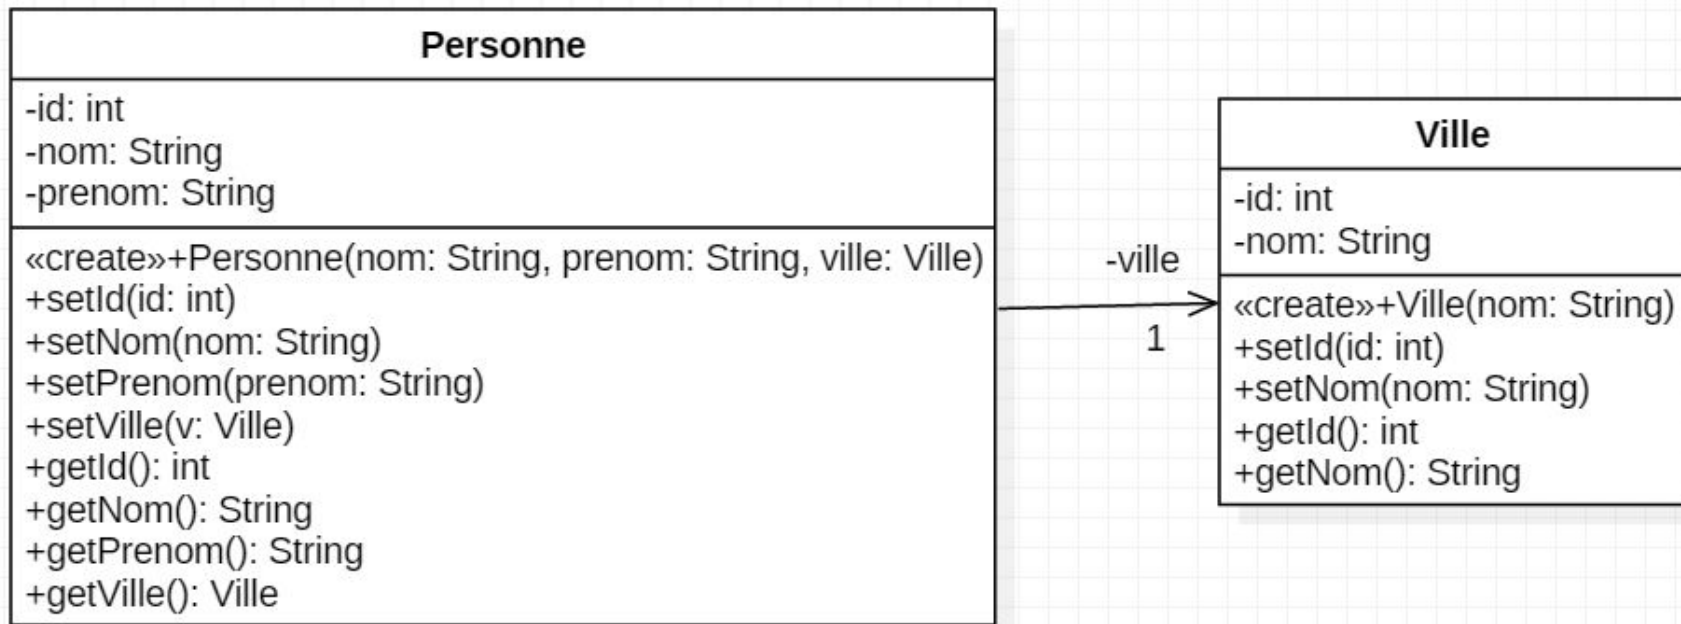 Personne
-id: int
-nom: String
-prenom: String
«create»+Personne(nom: String, prenom: String, ville: Ville)
+setId(id: int)
+setNom(nom: String)
+setPrenom(prenom: String)
+setVille(v: Ville)
+getId(): int
+getNom(): String
+getPrenom(): String
+getVille(): Ville
-ville
1
Ville
-id: int
-nom: String
«create»+Ville(nom: String)
+setId(id: int)
+setNom(nom: String)
+getId(): int
+getNom(): String